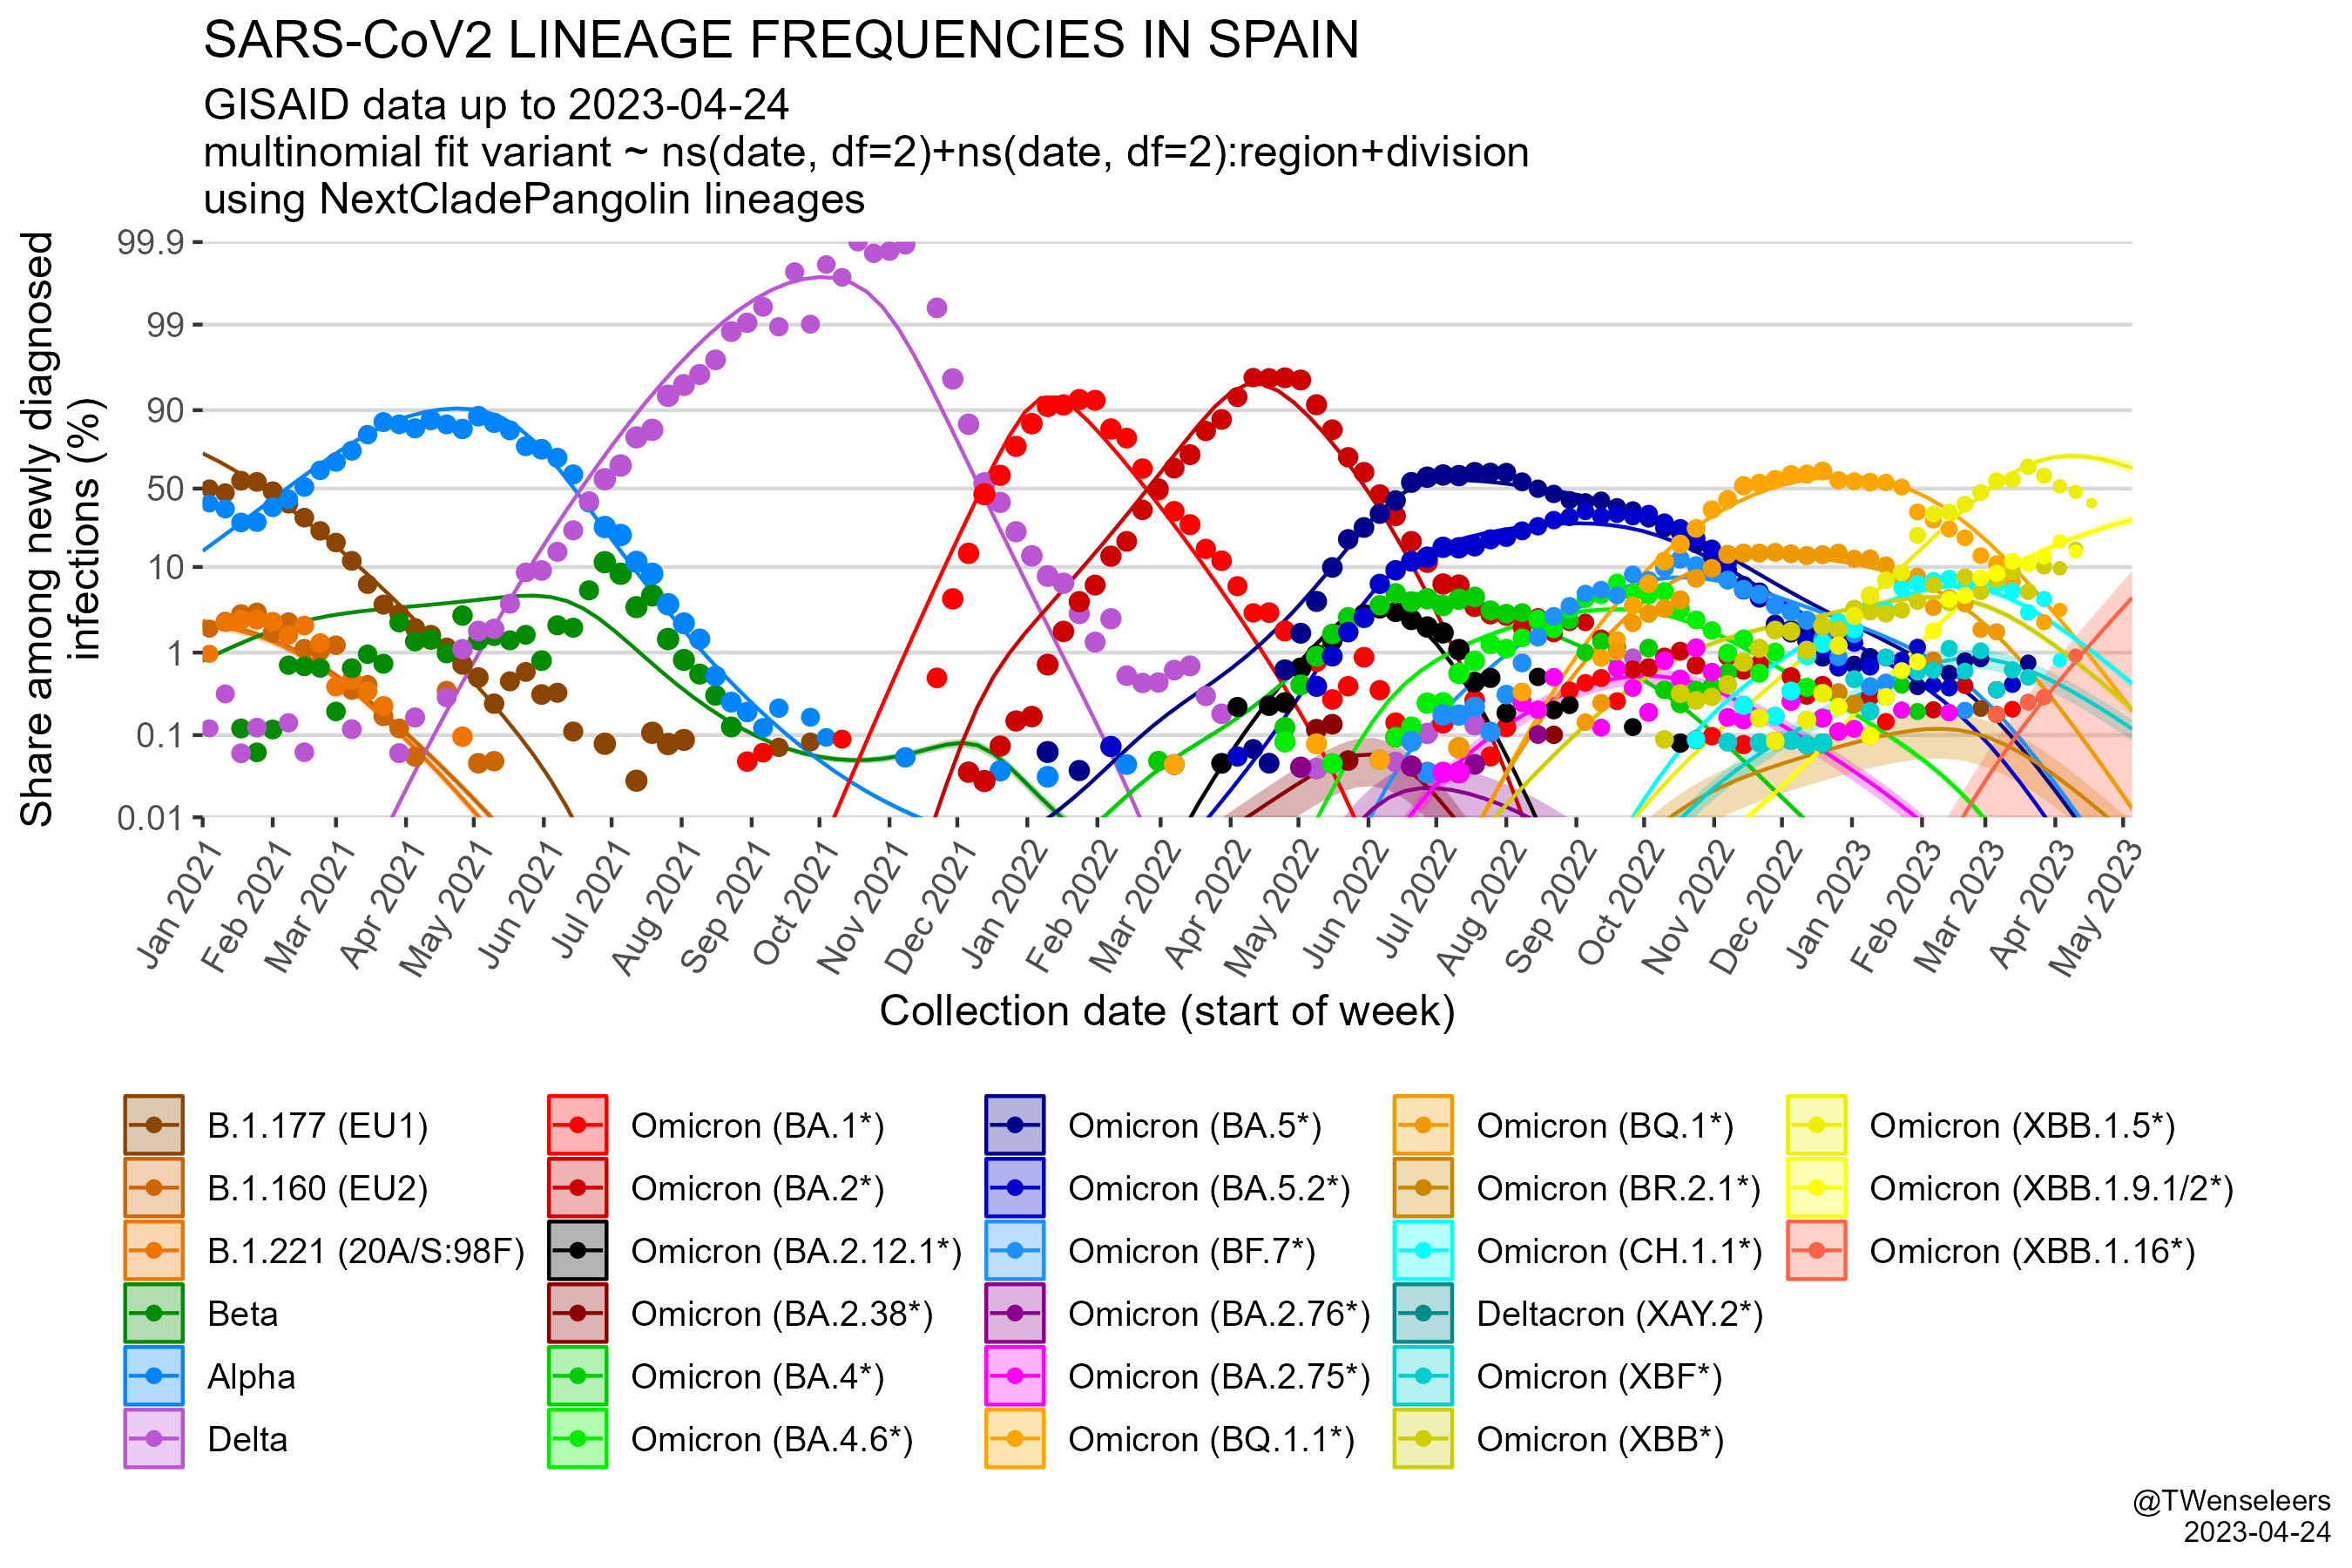 SARS-CoV2 LINEAGE FREQUENCIES IN SPAIN
GISAID data up to 2023-04-24
multinomial fit variant ~ ns(date, df=2)+ns(date, df=2):region+division
using NextCladePangolin lineages
Share among newly diagnosed
infections (%)
99.9
99
90
50
10
1
0.1
0.01
Jan 2021
Feb 2021
Mar 2021
Apr 2021
May 2021
Jun 2021
Jul 2021
Aug 2021
Sep 2021
Oct 2021
Nov 2021
Dec 2021
Jan 2022
Feb 2022
Mar 2022
Apr 2022
May 2022
Jun 2022
Jul 2022
Aug 2022
Sep 2022
Oct 2022
Nov 2022
Dec 2022
Jan 2023
Feb 2023
Mar 2023
Apr 2023
May 2023
Collection date (start of week)
B.1.177 (EU1)
B.1.160 (EU2)
B.1.221 (20A/S:98F)
Beta
Alpha
Delta
Omicron (BA.1*)
Omicron (BA.2*)
Omicron (BA.2.12.1*)
Omicron (BA.2.38*)
Omicron (BA.4*)
Omicron (BA.4.6*)
Omicron (BA.5*)
Omicron (BA.5.2*)
Omicron (BF.7*)
Omicron (BA.2.76*)
Omicron (BA.2.75*)
Omicron (BQ.1.1*)
Omicron (BQ.1*)
Omicron (BR.2.1*)
Omicron (CH.1.1*)
Deltacron (XAY.2*)
Omicron (XBF*)
Omicron (XBB*)
Omicron (XBB.1.5*)
Omicron (XBB.1.9.1/2*)
Omicron (XBB.1.16*)
@TWenseleers
2023-04-24